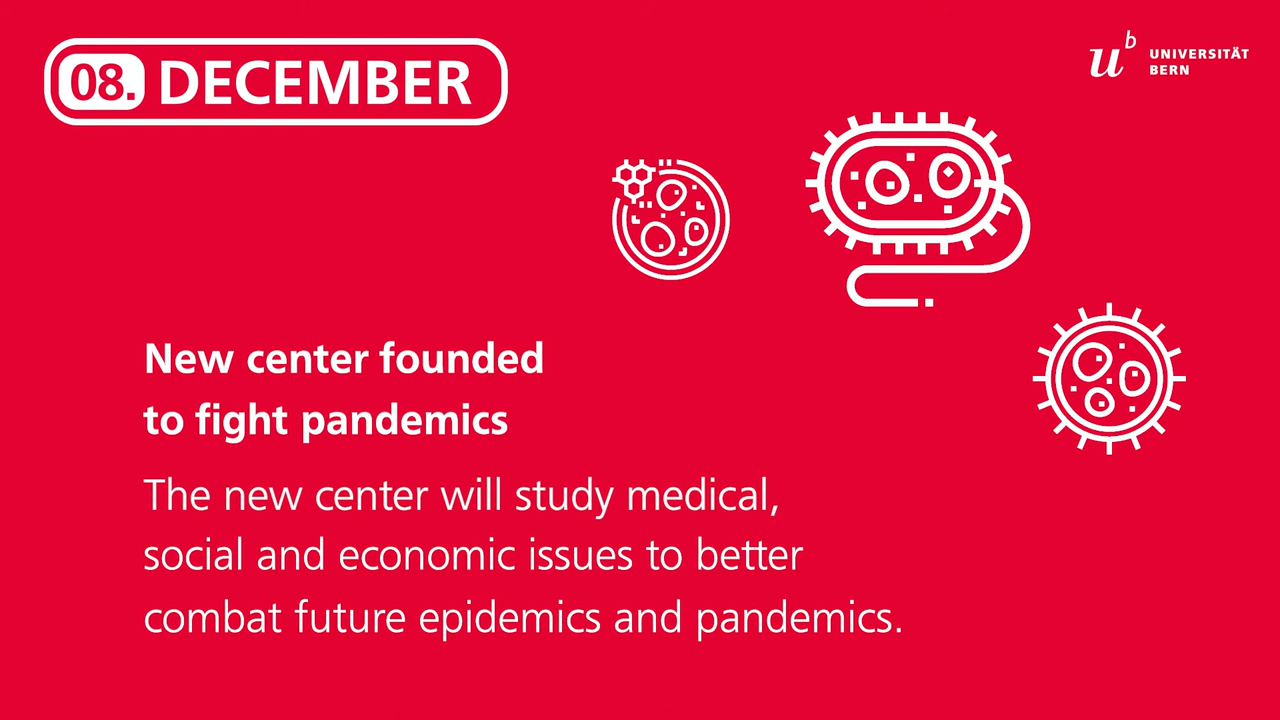 08. DECEMBER
u^b UNIVERSITÄT
BERN
New center founded
to fight pandemics
The new center will study medical,
social and economic issues to better
combat future epidemics and pandemics.